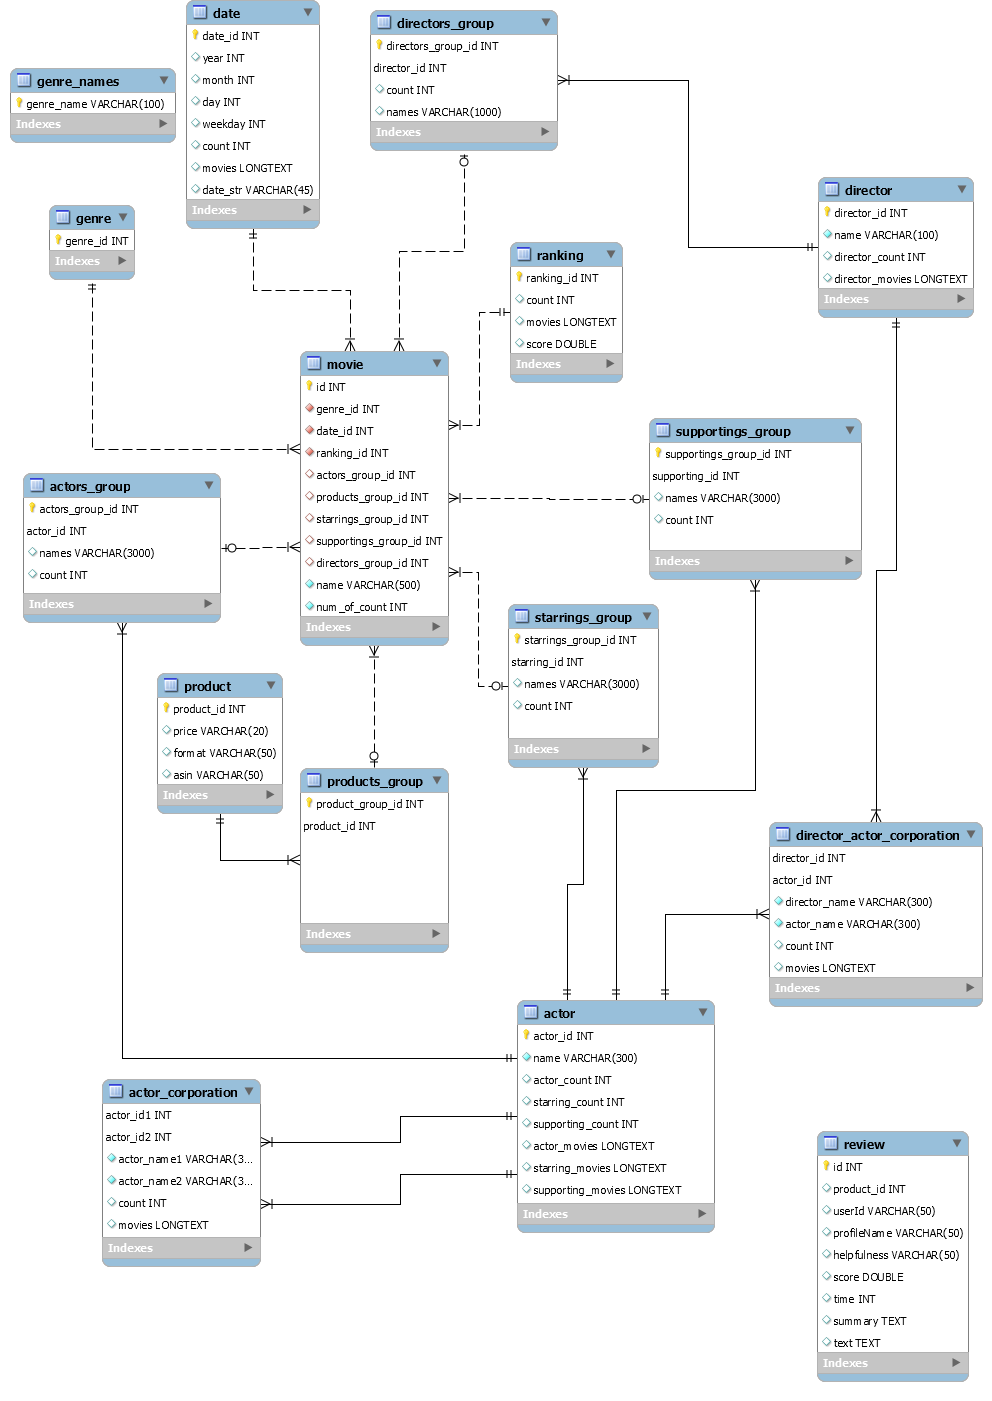 date
date_id INT
year INT
month INT
day INT
weekday INT
count INT
movies LONGTEXT
date_str VARCHAR(45)
Indexes
directors_group
directors_group_id INT
director_id INT
count INT
names VARCHAR(1000)
Indexes
genre_names
genre_name VARCHAR(100)
Indexes
director
director_id INT
name VARCHAR(100)
director_count INT
director_movies LONGTEXT
Indexes
genre
genre_id INT
Indexes
ranking
ranking_id INT
count INT
movies LONGTEXT
score DOUBLE
Indexes
movie
id INT
genre_id INT
date_id INT
ranking_id INT
actors_group_id INT
products_group_id INT
starrings_group_id INT
supportings_group_id INT
directors_group_id INT
name VARCHAR(500)
num_of_count INT
Indexes
supportings_group
supportings_group_id INT
supporting_id INT
names VARCHAR(3000)
count INT
Indexes
actors_group
actors_group_id INT
actor_id INT
names VARCHAR(3000)
count INT
Indexes
starrings_group
starrings_group_id INT
starring_id INT
names VARCHAR(3000)
count INT
Indexes
product
product_id INT
price VARCHAR(20)
format VARCHAR(50)
asin VARCHAR(50)
Indexes
products_group
product_group_id INT
product_id INT
Indexes
director_actor_corporation
director_id INT
actor_id INT
director_name VARCHAR(300)
actor_name VARCHAR(300)
count INT
movies LONGTEXT
Indexes
actor
actor_id INT
name VARCHAR(300)
actor_count INT
starring_count INT
supporting_count INT
actor_movies LONGTEXT
starring_movies LONGTEXT
supporting_movies LONGTEXT
Indexes
actor_corporation
actor_id1 INT
actor_id2 INT
actor_name1 VARCHAR(3...
actor_name2 VARCHAR(3...
count INT
movies LONGTEXT
Indexes
review
id INT
product_id INT
userId VARCHAR(50)
profileName VARCHAR(50)
helpfulness VARCHAR(50)
score DOUBLE
time INT
summary TEXT
text TEXT
Indexes